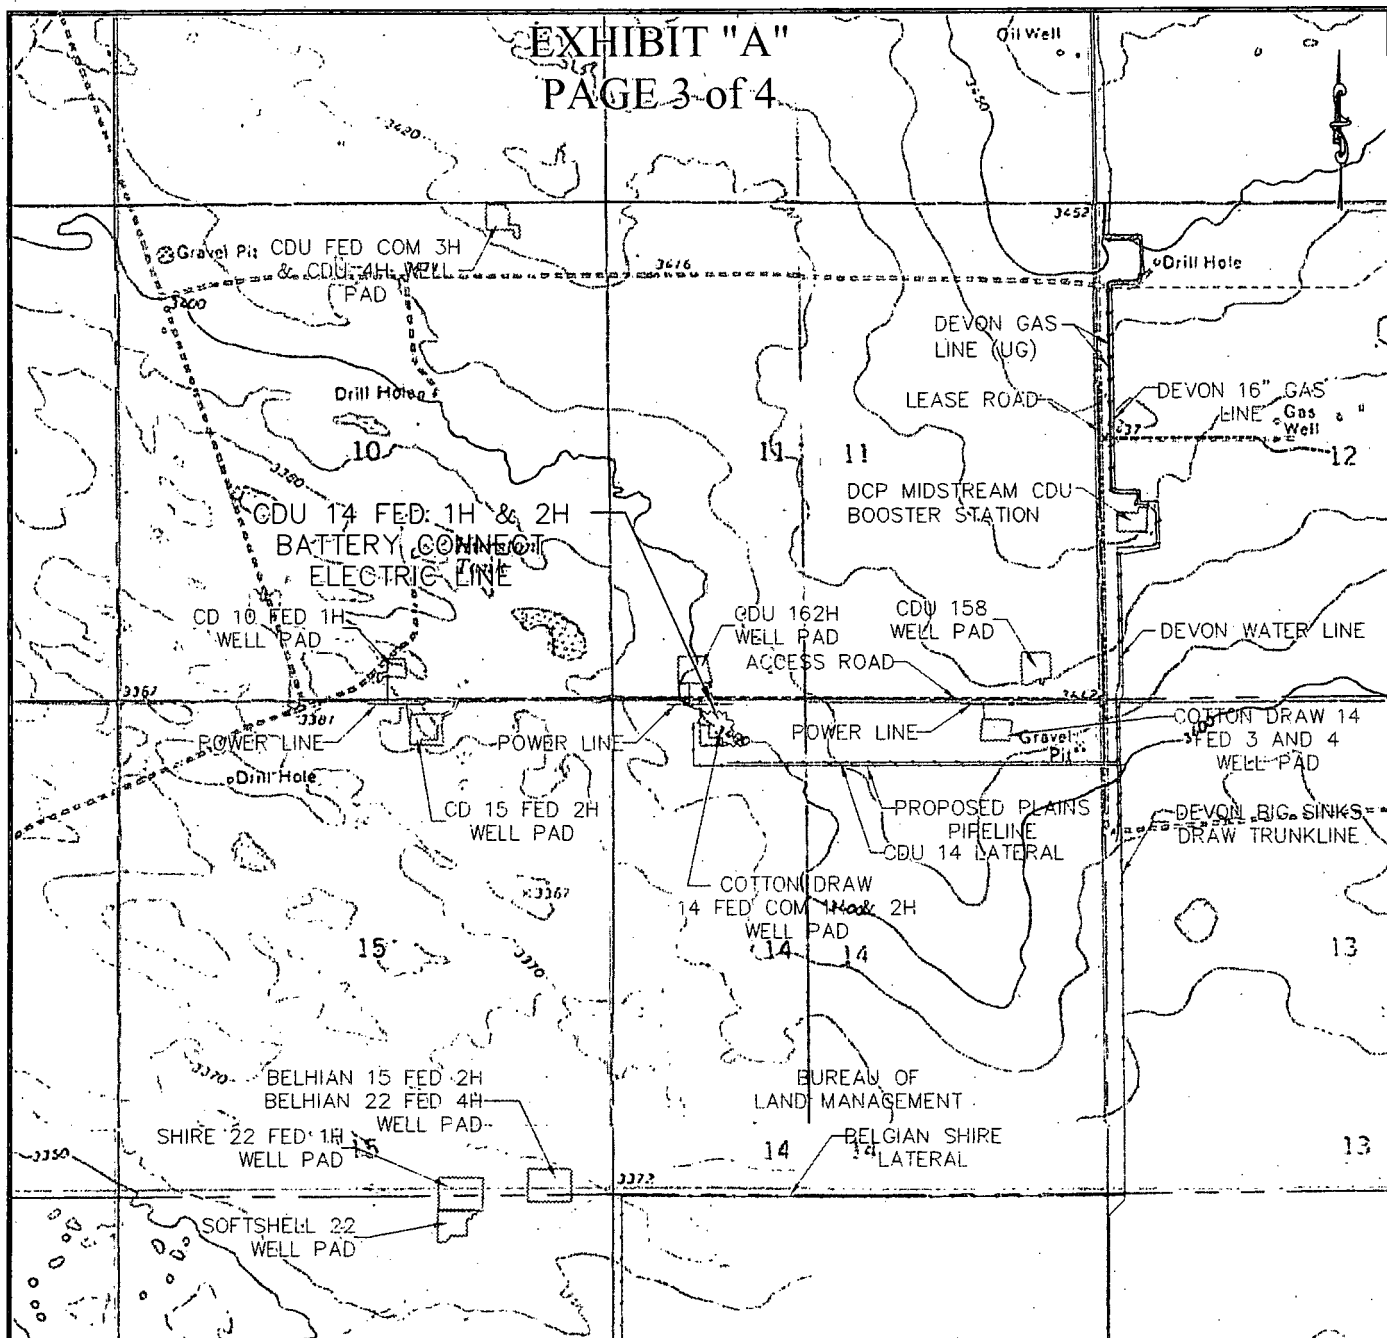 EXHIBIT "A"
PAGE 3 of 4
Oil Well
3420
3450
3452
Gravel Pit
CDU FED COM 3H
& CDU 4H WELL
PAD
3416
Drill Hole
3400
DEVON GAS
LINE (UG)
LEASE ROAD
DEVON 16" GAS
LINE
Gas
Well
Drill Hole
10
11
11
12
3380
DCP MIDSTREAM CDU
BOOSTER STATION
CDU 14 FED 1H & 2H
BATTERY CONNECT
ELECTRIC LINE
CD 10 FED 1H
WELL PAD
CDU 162H
WELL PAD
CDU 158
WELL PAD
ACCESS ROAD
DEVON WATER LINE
3367
3381
3442
POWER LINE
POWER LINE
POWER LINE
Gravel
Pit
COTTON DRAW 14
FED 3 AND 4
WELL PAD
Drill Hole
CD 15 FED 2H
WELL PAD
PROPOSED PLAINS
PIPELINE
CDU 14 LATERAL
DEVON BIG SINKS
DRAW TRUNKLINE
3367
COTTON DRAW
14 FED COM 1H & 2H
WELL PAD
15
14
14
13
3370
3370
BELHIAN 15 FED 2H
BELHIAN 22 FED 4H
WELL PAD
BUREAU OF
LAND MANAGEMENT
SHIRE 22 FED 1H
WELL PAD
15
14
14
BELGIAN SHIRE
LATERAL
13
3350
3373
SOFTSHELL 22
WELL PAD